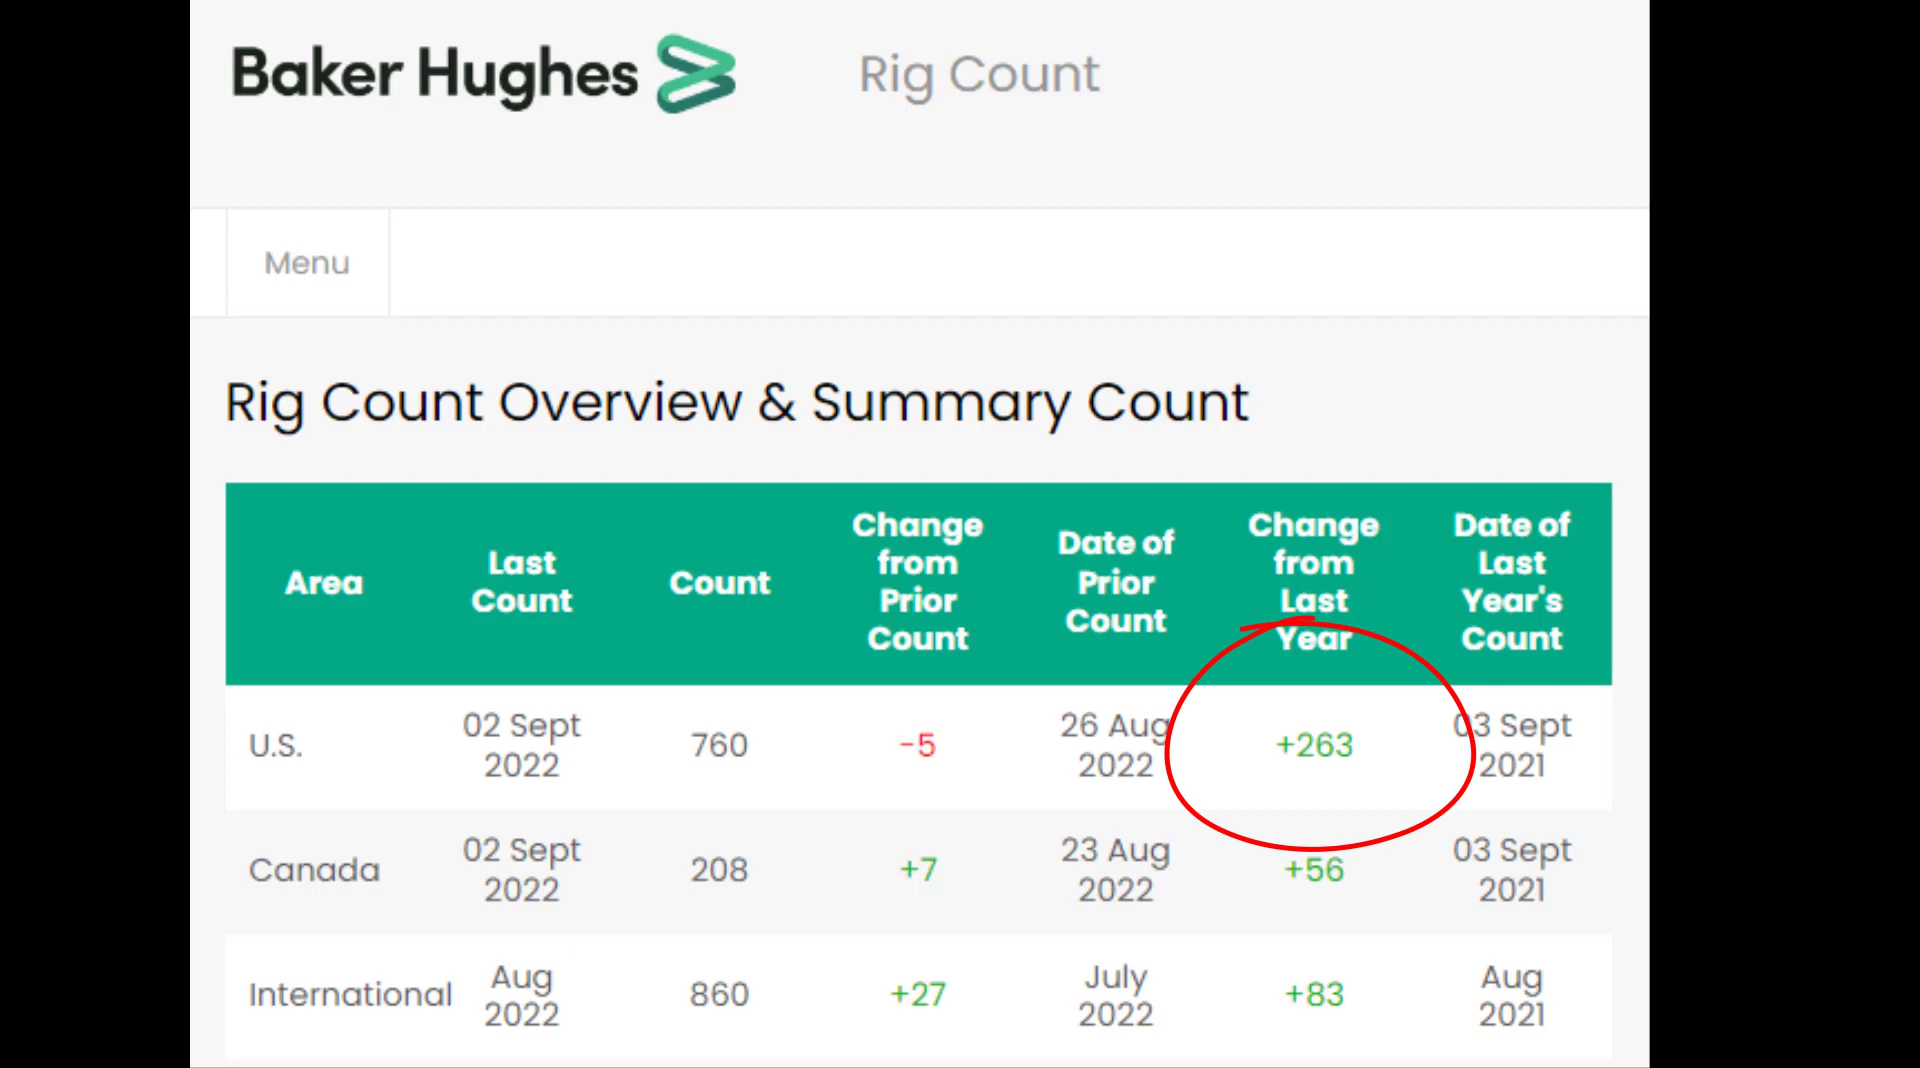 Baker Hughes
Rig Count
Menu
Rig Count Overview & Summary Count
Area
Last
Count
Count
Change
from
Prior
Count
Date of
Prior
Count
Change
from
Last
Year
Date of
Last
Year's
Count
U.S.
02 Sept
2022
760
-5
26 Aug
2022
+263
03 Sept
2021
Canada
02 Sept
2022
208
+7
23 Aug
2022
+56
03 Sept
2021
International
Aug
2022
860
+27
July
2022
+83
Aug
2021